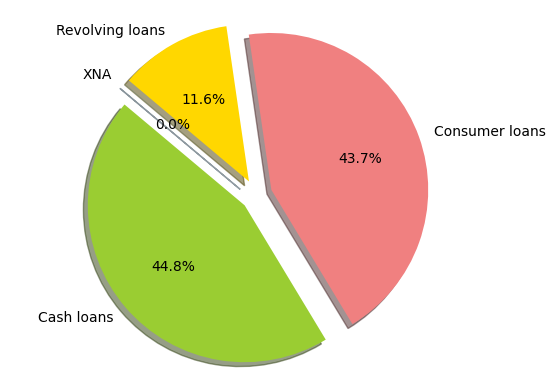 Revolving loans
XNA
11.6%
0.0%
Consumer loans
43.7%
44.8%
Cash loans